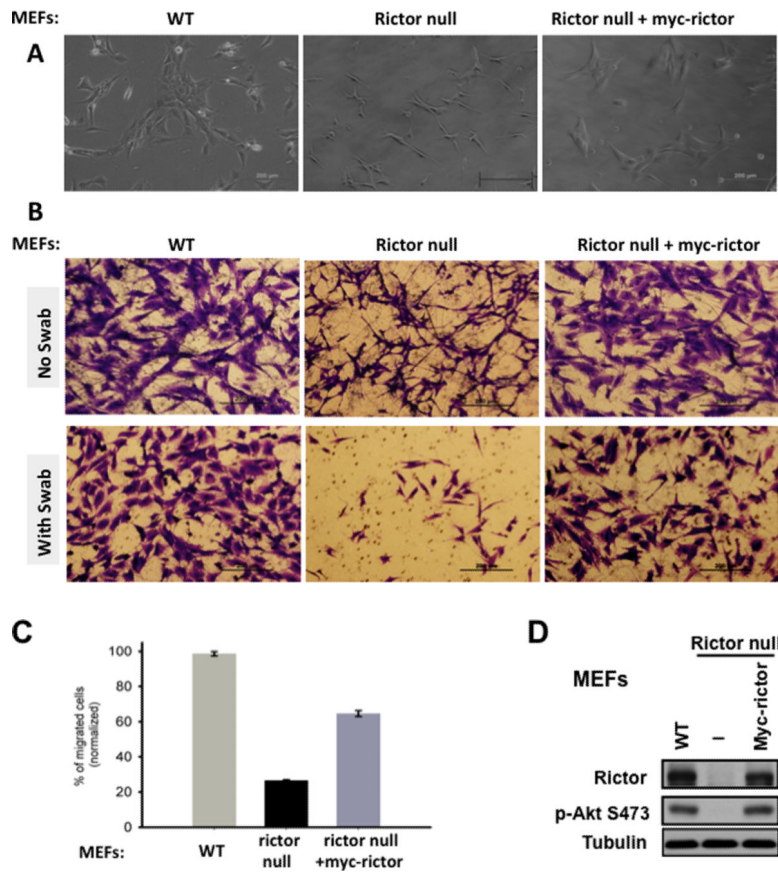 MEFs: WT Rictor null Rictor null + myc-rictor
A
200 µm 200 µm
B
MEFs: WT Rictor null Rictor null + myc-rictor
No Swab
With Swab
200 µm
C
% of migrated cells
(normalized)
100
80
60
40
20
0
MEFs: WT rictor null rictor null +myc-rictor
D
Rictor null
MEFs
WT – Myc-rictor
Rictor
p-Akt S473
Tubulin